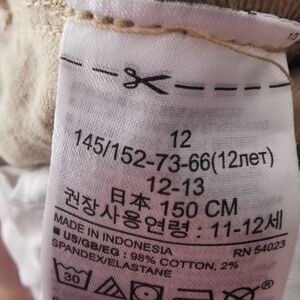 12
145/152-73-66(12лет)
12-13
日本 150 CM
권장사용연령 : 11-12세
MADE IN INDONESIA RN 54023
■ US/GB/EG : 98% COTTON, 2%
SPANDEX/ELASTANE
30